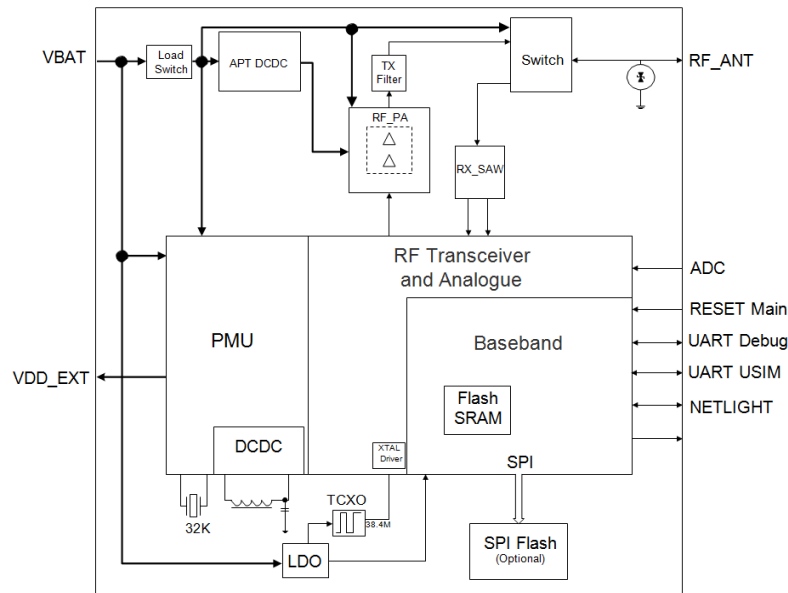 VBAT
Load
Switch
APT DCDC
TX
Filter
Switch
RF_ANT
RF_PA
RX_SAW
RF Transceiver
and Analogue
ADC
RESET Main
PMU
Baseband
UART Debug
VDD_EXT
UART USIM
Flash
SRAM
NETLIGHT
DCDC
XTAL
Driver
SPI
TCXO
32K
38.4M
LDO
SPI Flash
(Optional)